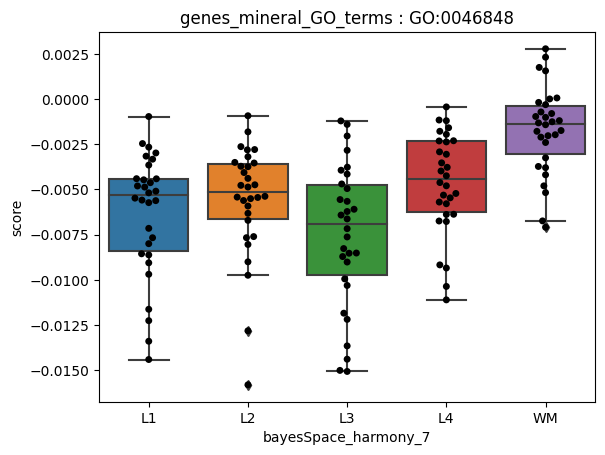 genes_mineral_GO_terms : GO:0046848
0.0025
0.0000
−0.0025
−0.0050
−0.0075
−0.0100
−0.0125
−0.0150
score
L1 L2 L3 L4 WM
bayesSpace_harmony_7